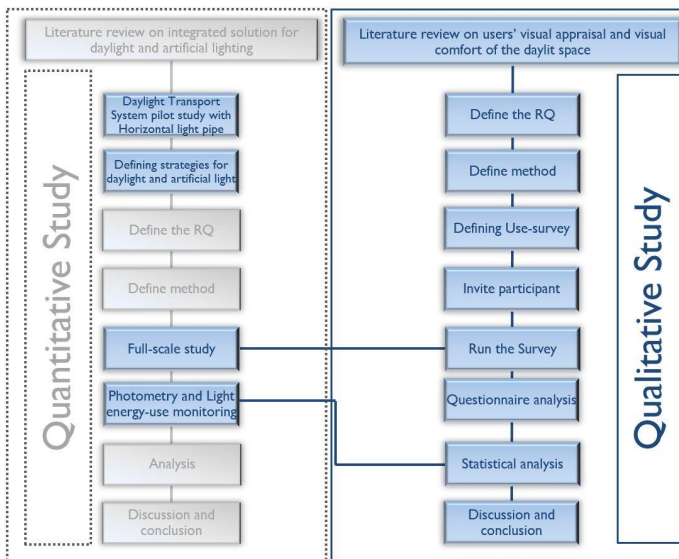 Literature review on integrated solution for
daylight and artificial lighting
Quantitative Study
Daylight Transport
System pilot study with
Horizontal light pipe
Defining strategies for
daylight and artificial light
Define the RQ
Define method
Full-scale study
Photometry and Light
energy-use monitoring
Analysis
Discussion and
conclusion
Literature review on users' visual appraisal and visual
comfort of the daylit space
Define the RQ
Define method
Defining Use-survey
Invite participant
Run the Survey
Questionnaire analysis
Statistical analysis
Discussion and
conclusion
Qualitative Study